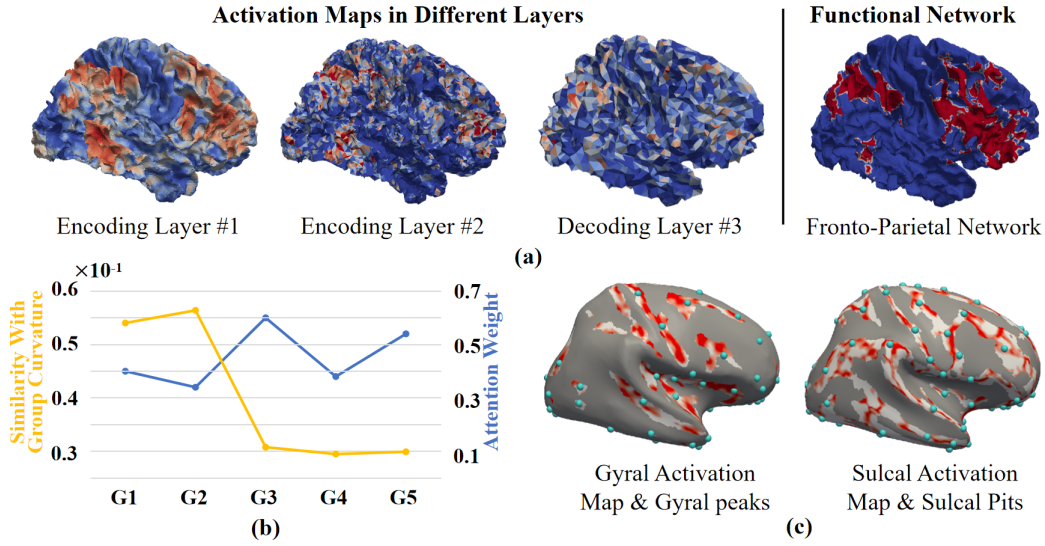 Activation Maps in Different Layers
Functional Network
Encoding Layer #1
Encoding Layer #2
Decoding Layer #3
Fronto-Parietal Network
(a)
×10⁻¹
Similarity With
Group Curvature
0.6
0.5
0.4
0.3
0.7
0.5
0.3
0.1
Attention Weight
G1 G2 G3 G4 G5
(b)
Gyral Activation
Map & Gyral peaks
Sulcal Activation
Map & Sulcal Pits
(c)